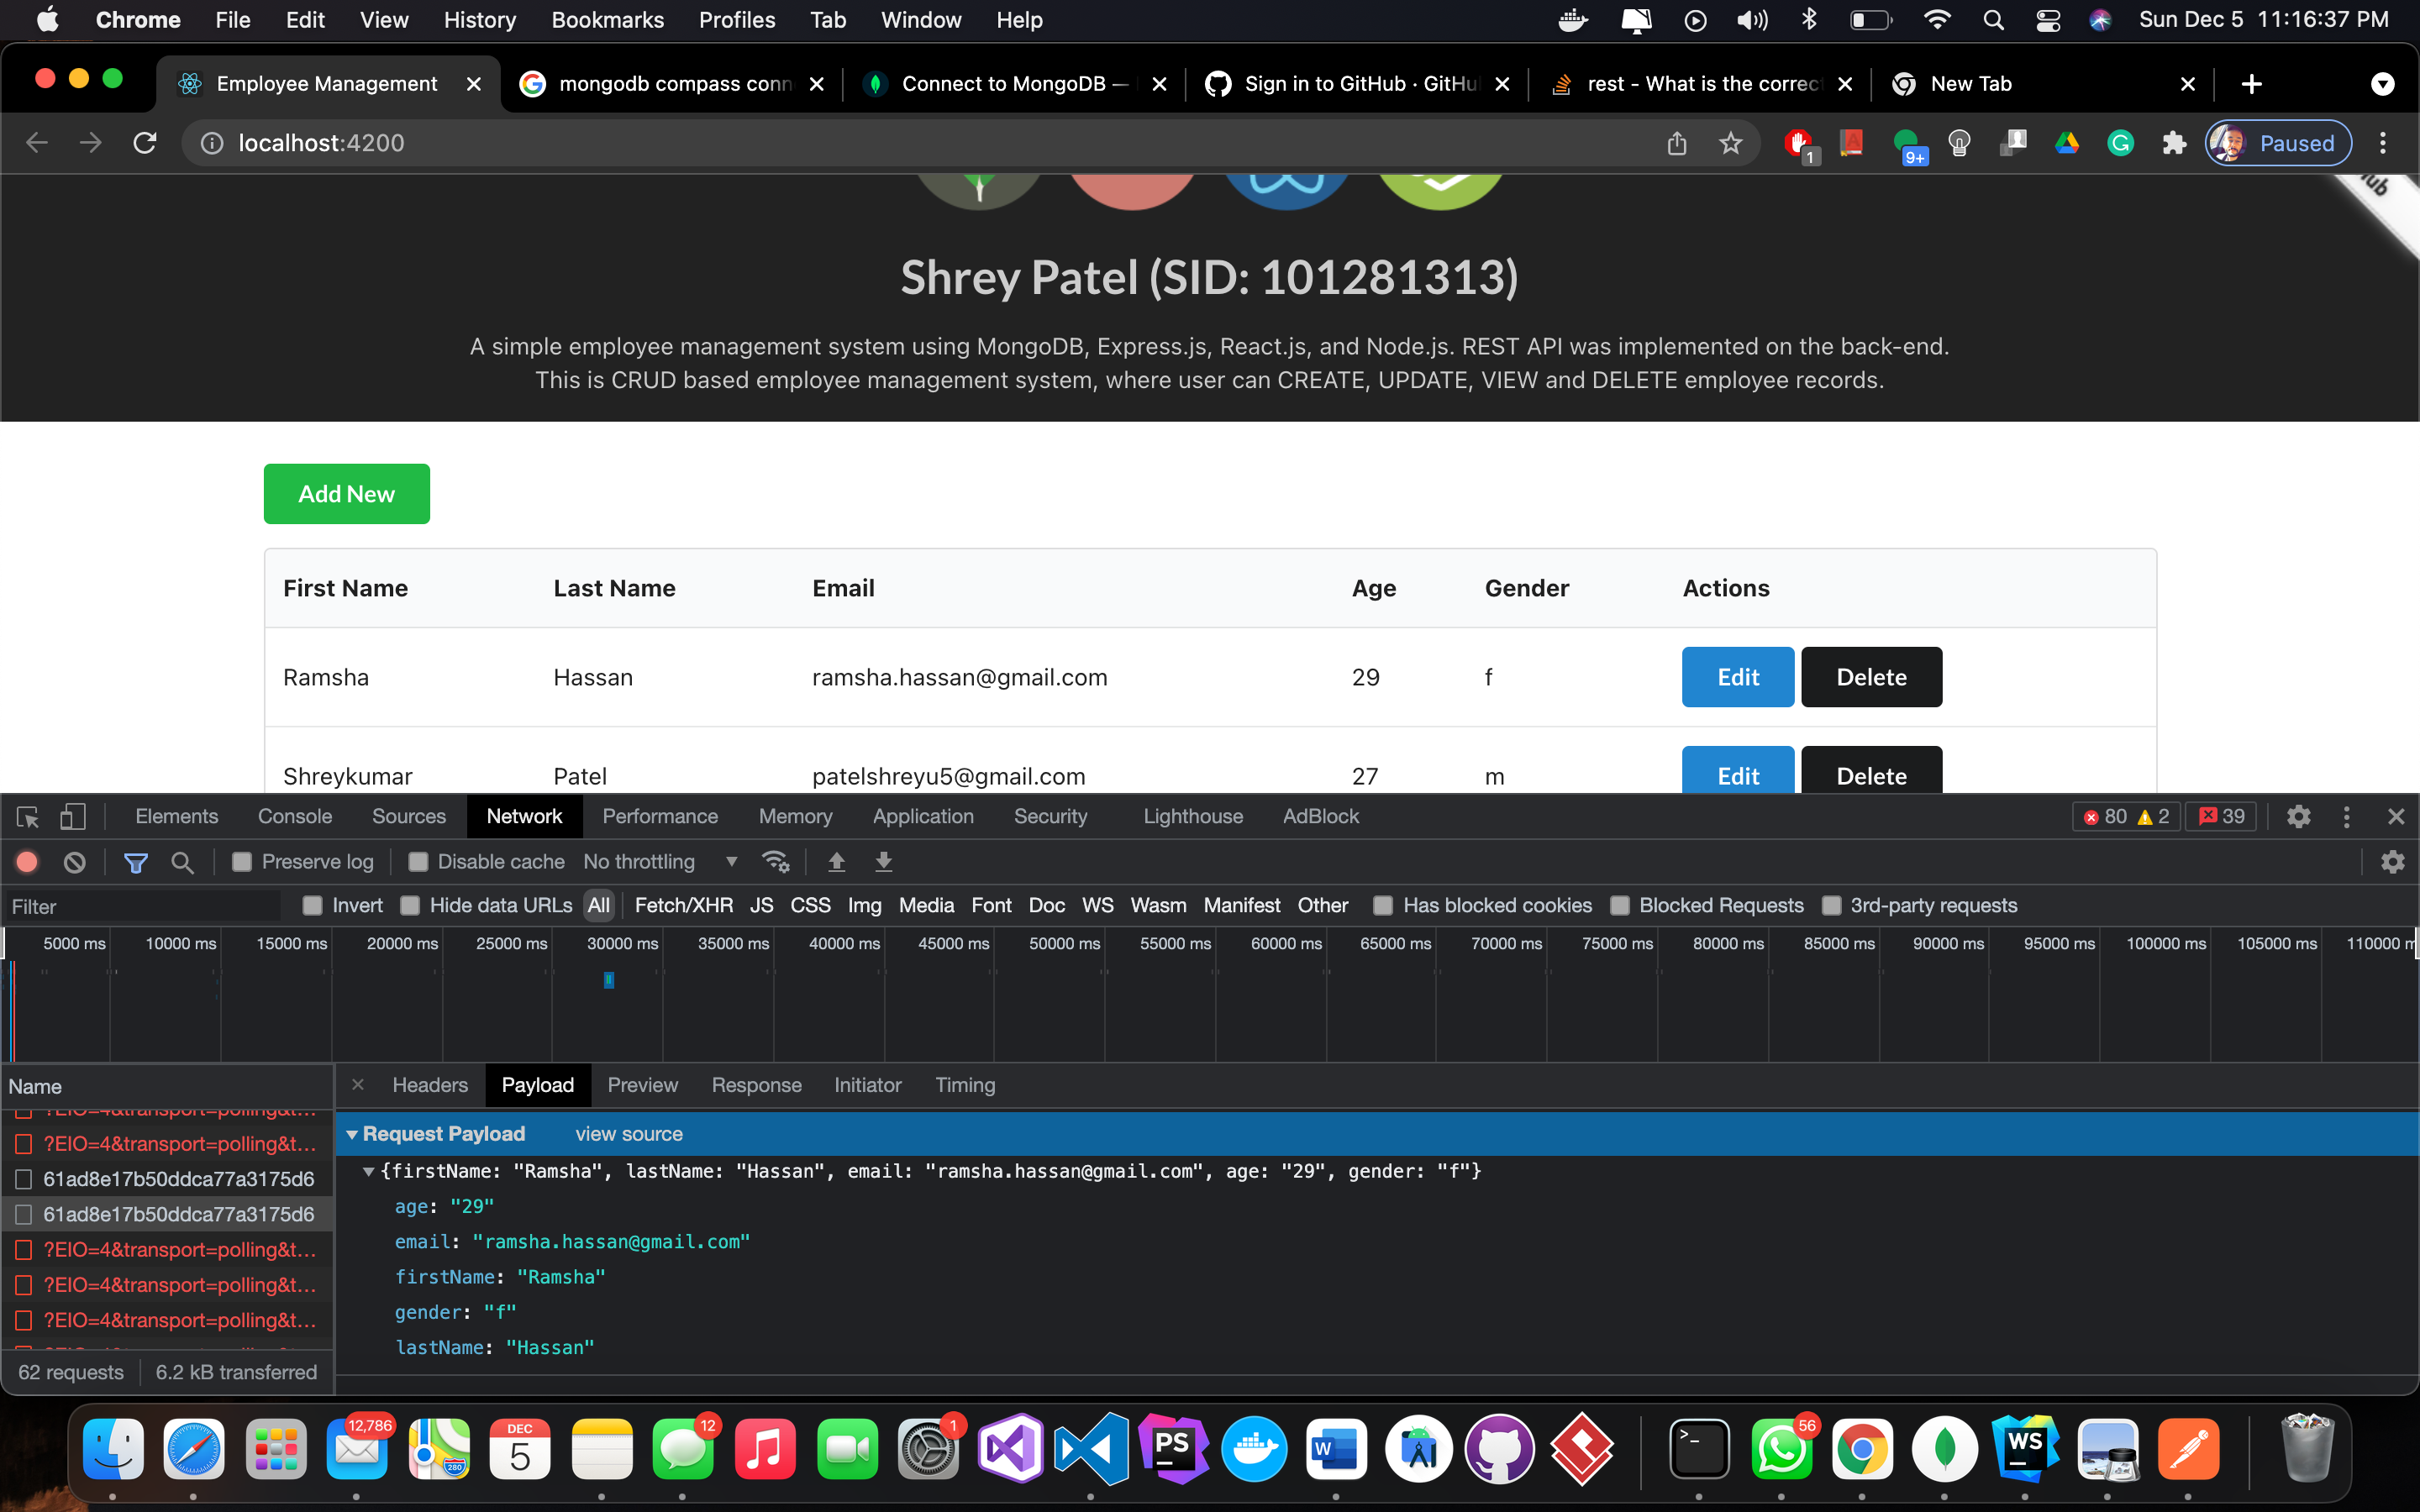 Chrome File Edit View History Bookmarks Profiles Tab Window Help Sun Dec 5 11:16:37 PM
Employee Management mongodb compass conn Connect to MongoDB — Sign in to GitHub · GitHu rest - What is the correc New Tab
localhost:4200 1 9+ Paused
Shrey Patel (SID: 101281313)
A simple employee management system using MongoDB, Express.js, React.js, and Node.js. REST API was implemented on the back-end.
This is CRUD based employee management system, where user can CREATE, UPDATE, VIEW and DELETE employee records.
Add New
First Name Last Name Email Age Gender Actions
Ramsha Hassan ramsha.hassan@gmail.com 29 f Edit Delete
Shreykumar Patel patelshreyu5@gmail.com 27 m Edit Delete
Elements Console Sources Network Performance Memory Application Security Lighthouse AdBlock 80 2 39
Preserve log Disable cache No throttling
Filter Invert Hide data URLs All Fetch/XHR JS CSS Img Media Font Doc WS Wasm Manifest Other Has blocked cookies Blocked Requests 3rd-party requests
5000 ms 10000 ms 15000 ms 20000 ms 25000 ms 30000 ms 35000 ms 40000 ms 45000 ms 50000 ms 55000 ms 60000 ms 65000 ms 70000 ms 75000 ms 80000 ms 85000 ms 90000 ms 95000 ms 100000 ms 105000 ms 110000 m
Name Headers Payload Preview Response Initiator Timing
?EIO=4&transport=polling&t...
?EIO=4&transport=polling&t...
61ad8e17b50ddca77a3175d6
61ad8e17b50ddca77a3175d6
?EIO=4&transport=polling&t...
?EIO=4&transport=polling&t...
?EIO=4&transport=polling&t...
62 requests 6.2 kB transferred
Request Payload view source
{firstName: "Ramsha", lastName: "Hassan", email: "ramsha.hassan@gmail.com", age: "29", gender: "f"}
age: "29"
email: "ramsha.hassan@gmail.com"
firstName: "Ramsha"
gender: "f"
lastName: "Hassan"
12,786 280 DEC 5 12 1 PS W >_ 56 WS